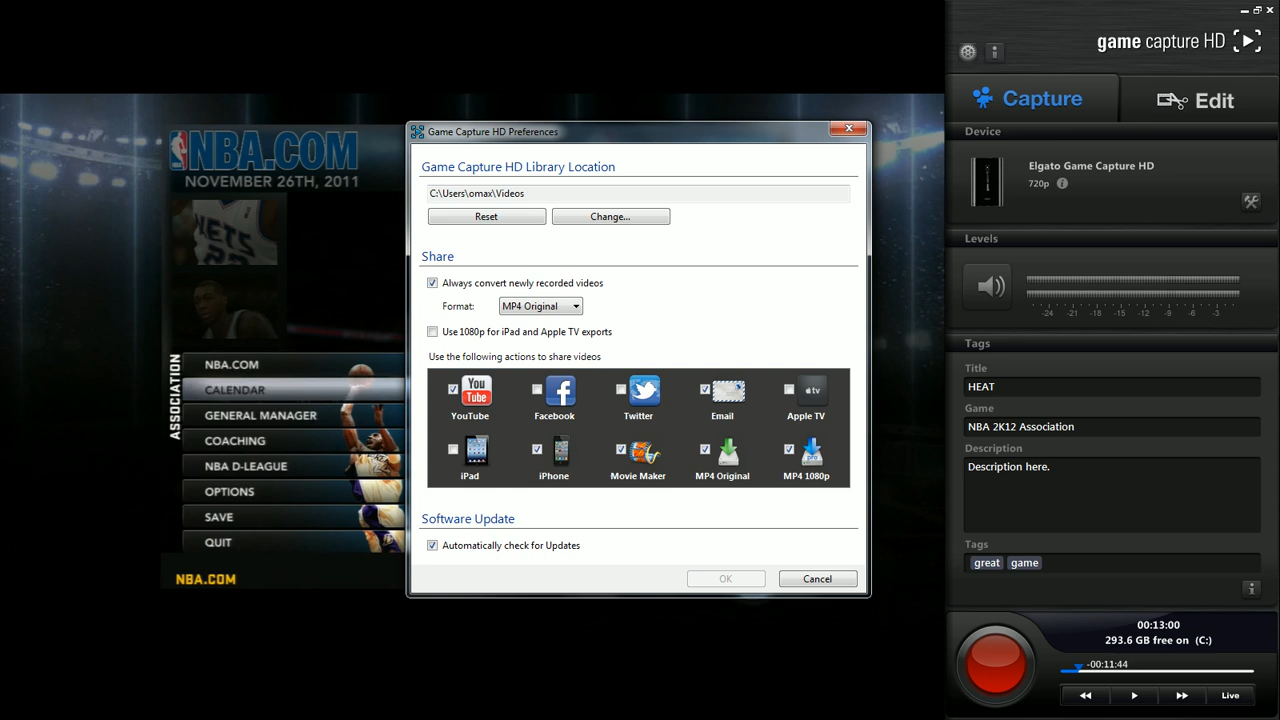 game capture HD
Capture
Edit
Device
Elgato Game Capture HD
720p
Levels
-24 -21 -18 -15 -12 -9 -6 -3
Tags
Title
HEAT
Game
NBA 2K12 Association
Description
Description here.
Tags
great game
00:13:00
293.6 GB free on (C:)
-00:11:44
Live
NBA.COM
NOVEMBER 26TH, 2011
NETS
ASSOCIATION
NBA.COM
CALENDAR
GENERAL MANAGER
COACHING
NBA D-LEAGUE
OPTIONS
SAVE
QUIT
NBA.COM
Game Capture HD Preferences
Game Capture HD Library Location
C:\Users\omax\Videos
Reset Change...
Share
Always convert newly recorded videos
Format: MP4 Original
Use 1080p for iPad and Apple TV exports
Use the following actions to share videos
You Tube
tv
YouTube Facebook Twitter Email Apple TV
pro
iPad iPhone Movie Maker MP4 Original MP4 1080p
Software Update
Automatically check for Updates
OK Cancel